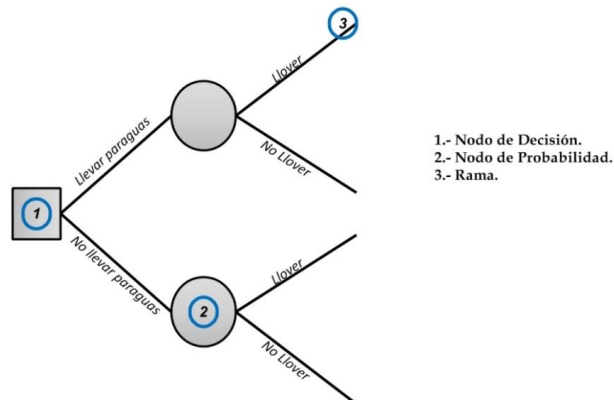 3
Llover
Llevar paraguas
No Llover
1.- Nodo de Decisión.
2.- Nodo de Probabilidad.
3.- Rama.
1
No llevar paraguas
Llover
2
No Llover